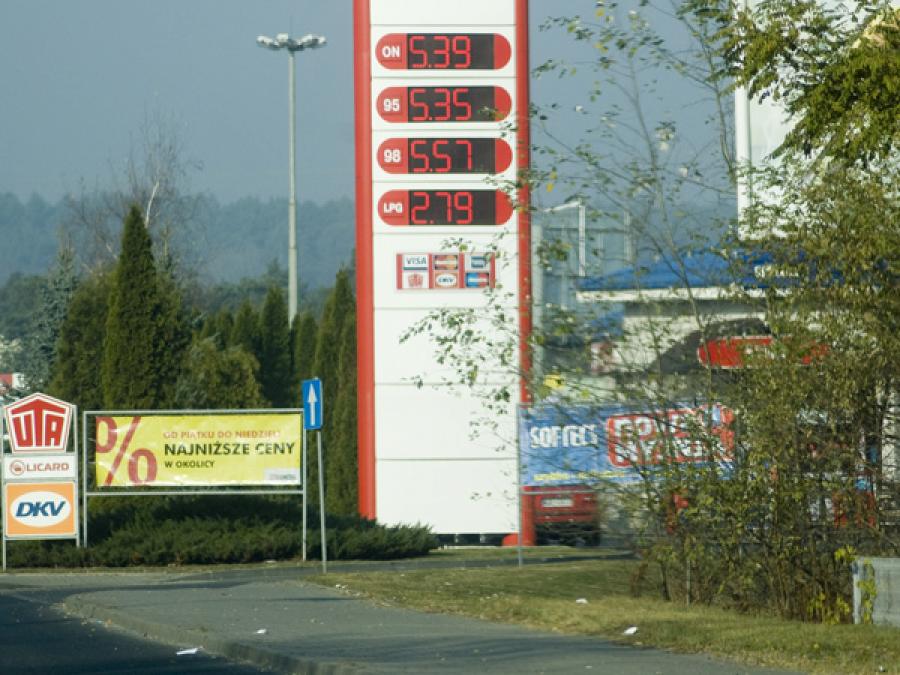 ON 5.39
95 5.35
98 5.57
LPG 2.79
VISA
DKV
UTA
LICARD
DKV
% OD PIĄTKU DO NIEDZIELI
NAJNIŻSZE CENY
W OKOLICY